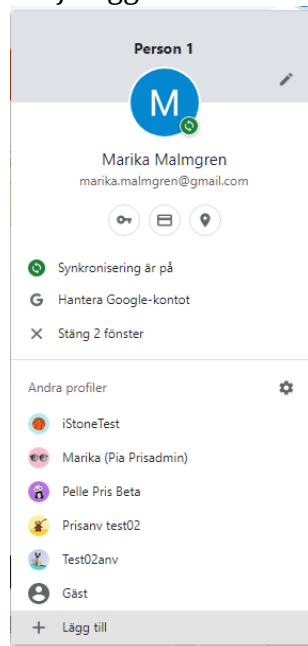 Person 1
M
Marika Malmgren
marika.malmgren@gmail.com
Synkronisering är på
G Hantera Google-kontot
Stäng 2 fönster
Andra profiler
iStoneTest
Marika (Pia Prisadmin)
Pelle Pris Beta
Prisanv test02
Test02anv
Gäst
+ Lägg till